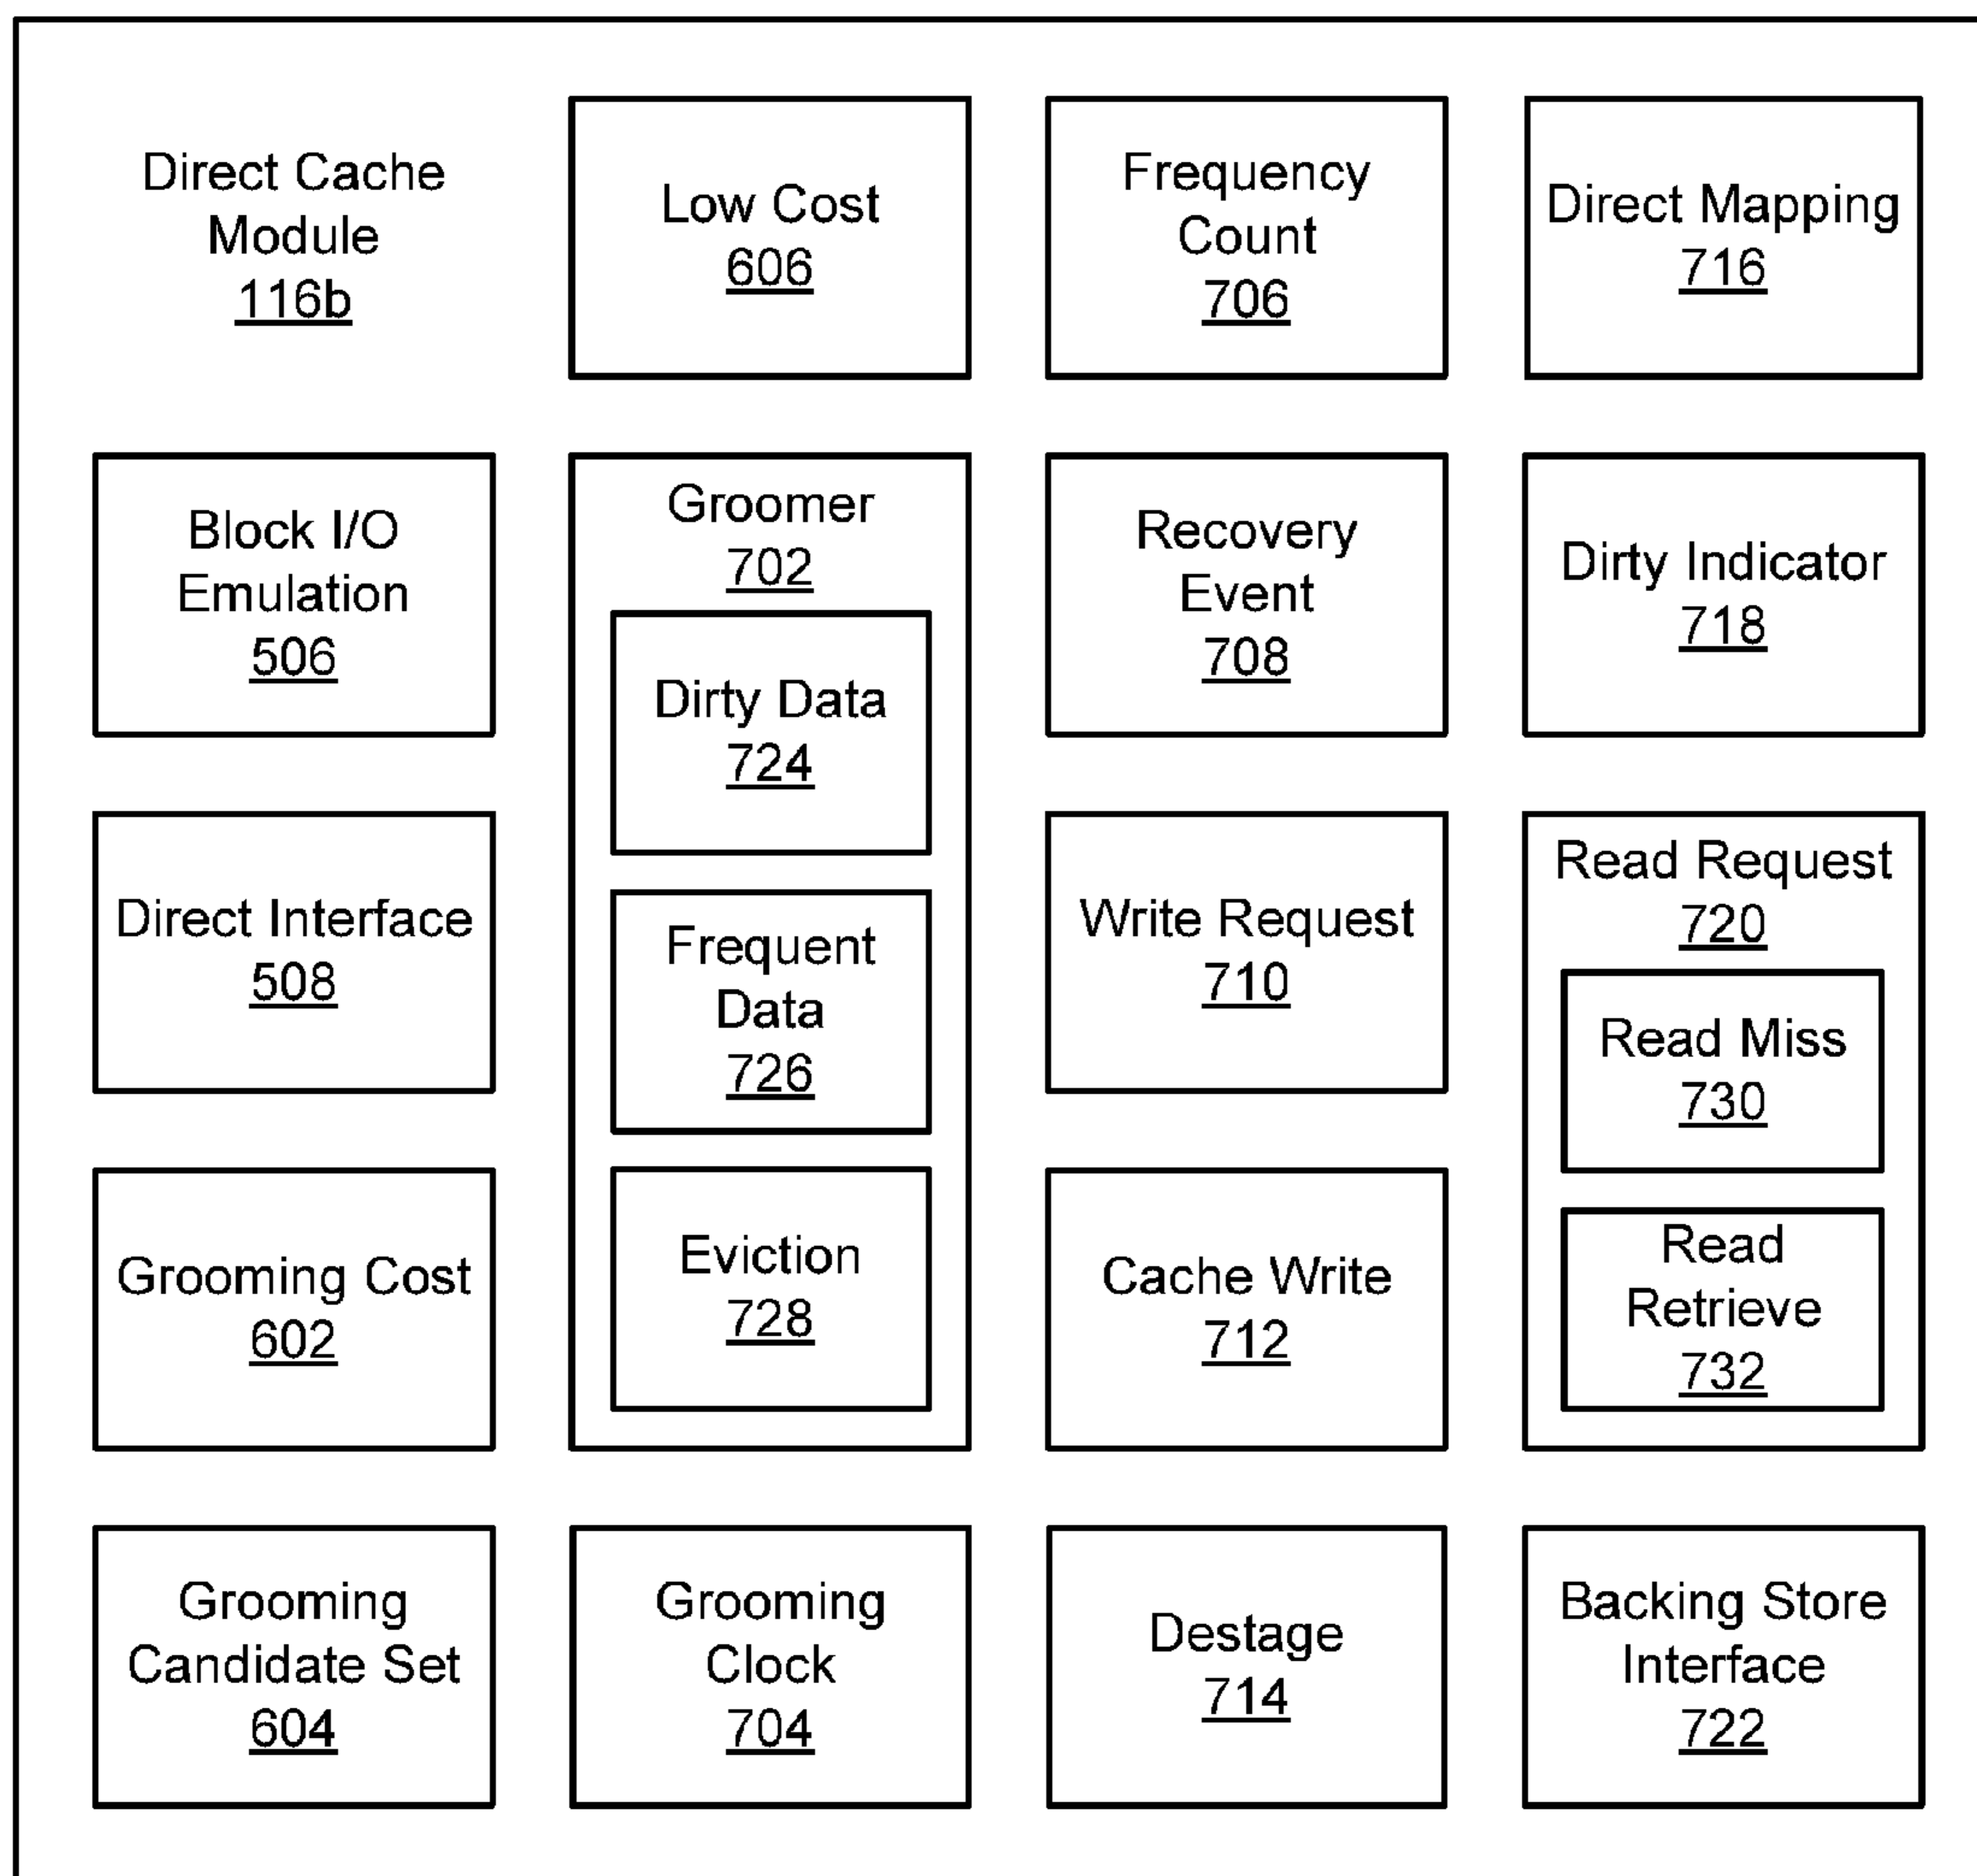 Direct Cache
Module
116b
Low Cost
606
Frequency
Count
706
Direct Mapping
716
Block I/O
Emulation
506
Groomer
702
Dirty Data
724
Frequent
Data
726
Eviction
728
Recovery
Event
708
Dirty Indicator
718
Direct Interface
508
Write Request
710
Read Request
720
Read Miss
730
Read
Retrieve
732
Grooming Cost
602
Cache Write
712
Grooming
Candidate Set
604
Grooming
Clock
704
Destage
714
Backing Store
Interface
722